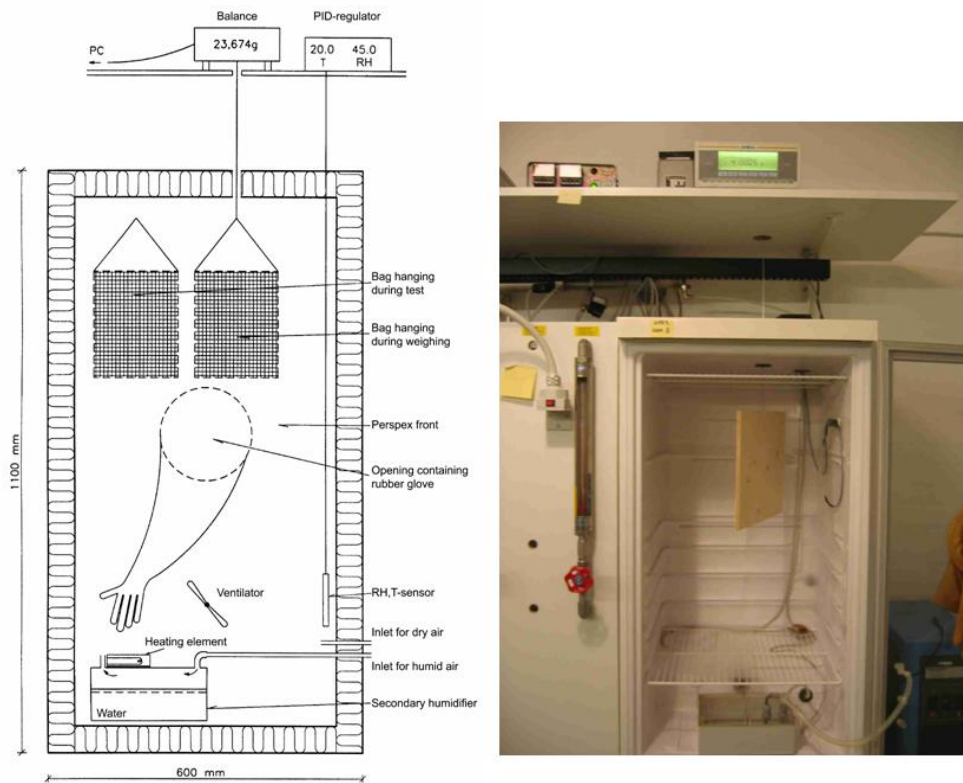 Balance
PID-regulator
PC
23,674g
20.0 45.0
T RH
Bag hanging
during test
Bag hanging
during weighing
Perspex front
Opening containing
rubber glove
1100 mm
Ventilator
RH,T-sensor
Inlet for dry air
Heating element
Inlet for humid air
Water
Secondary humidifier
600 mm